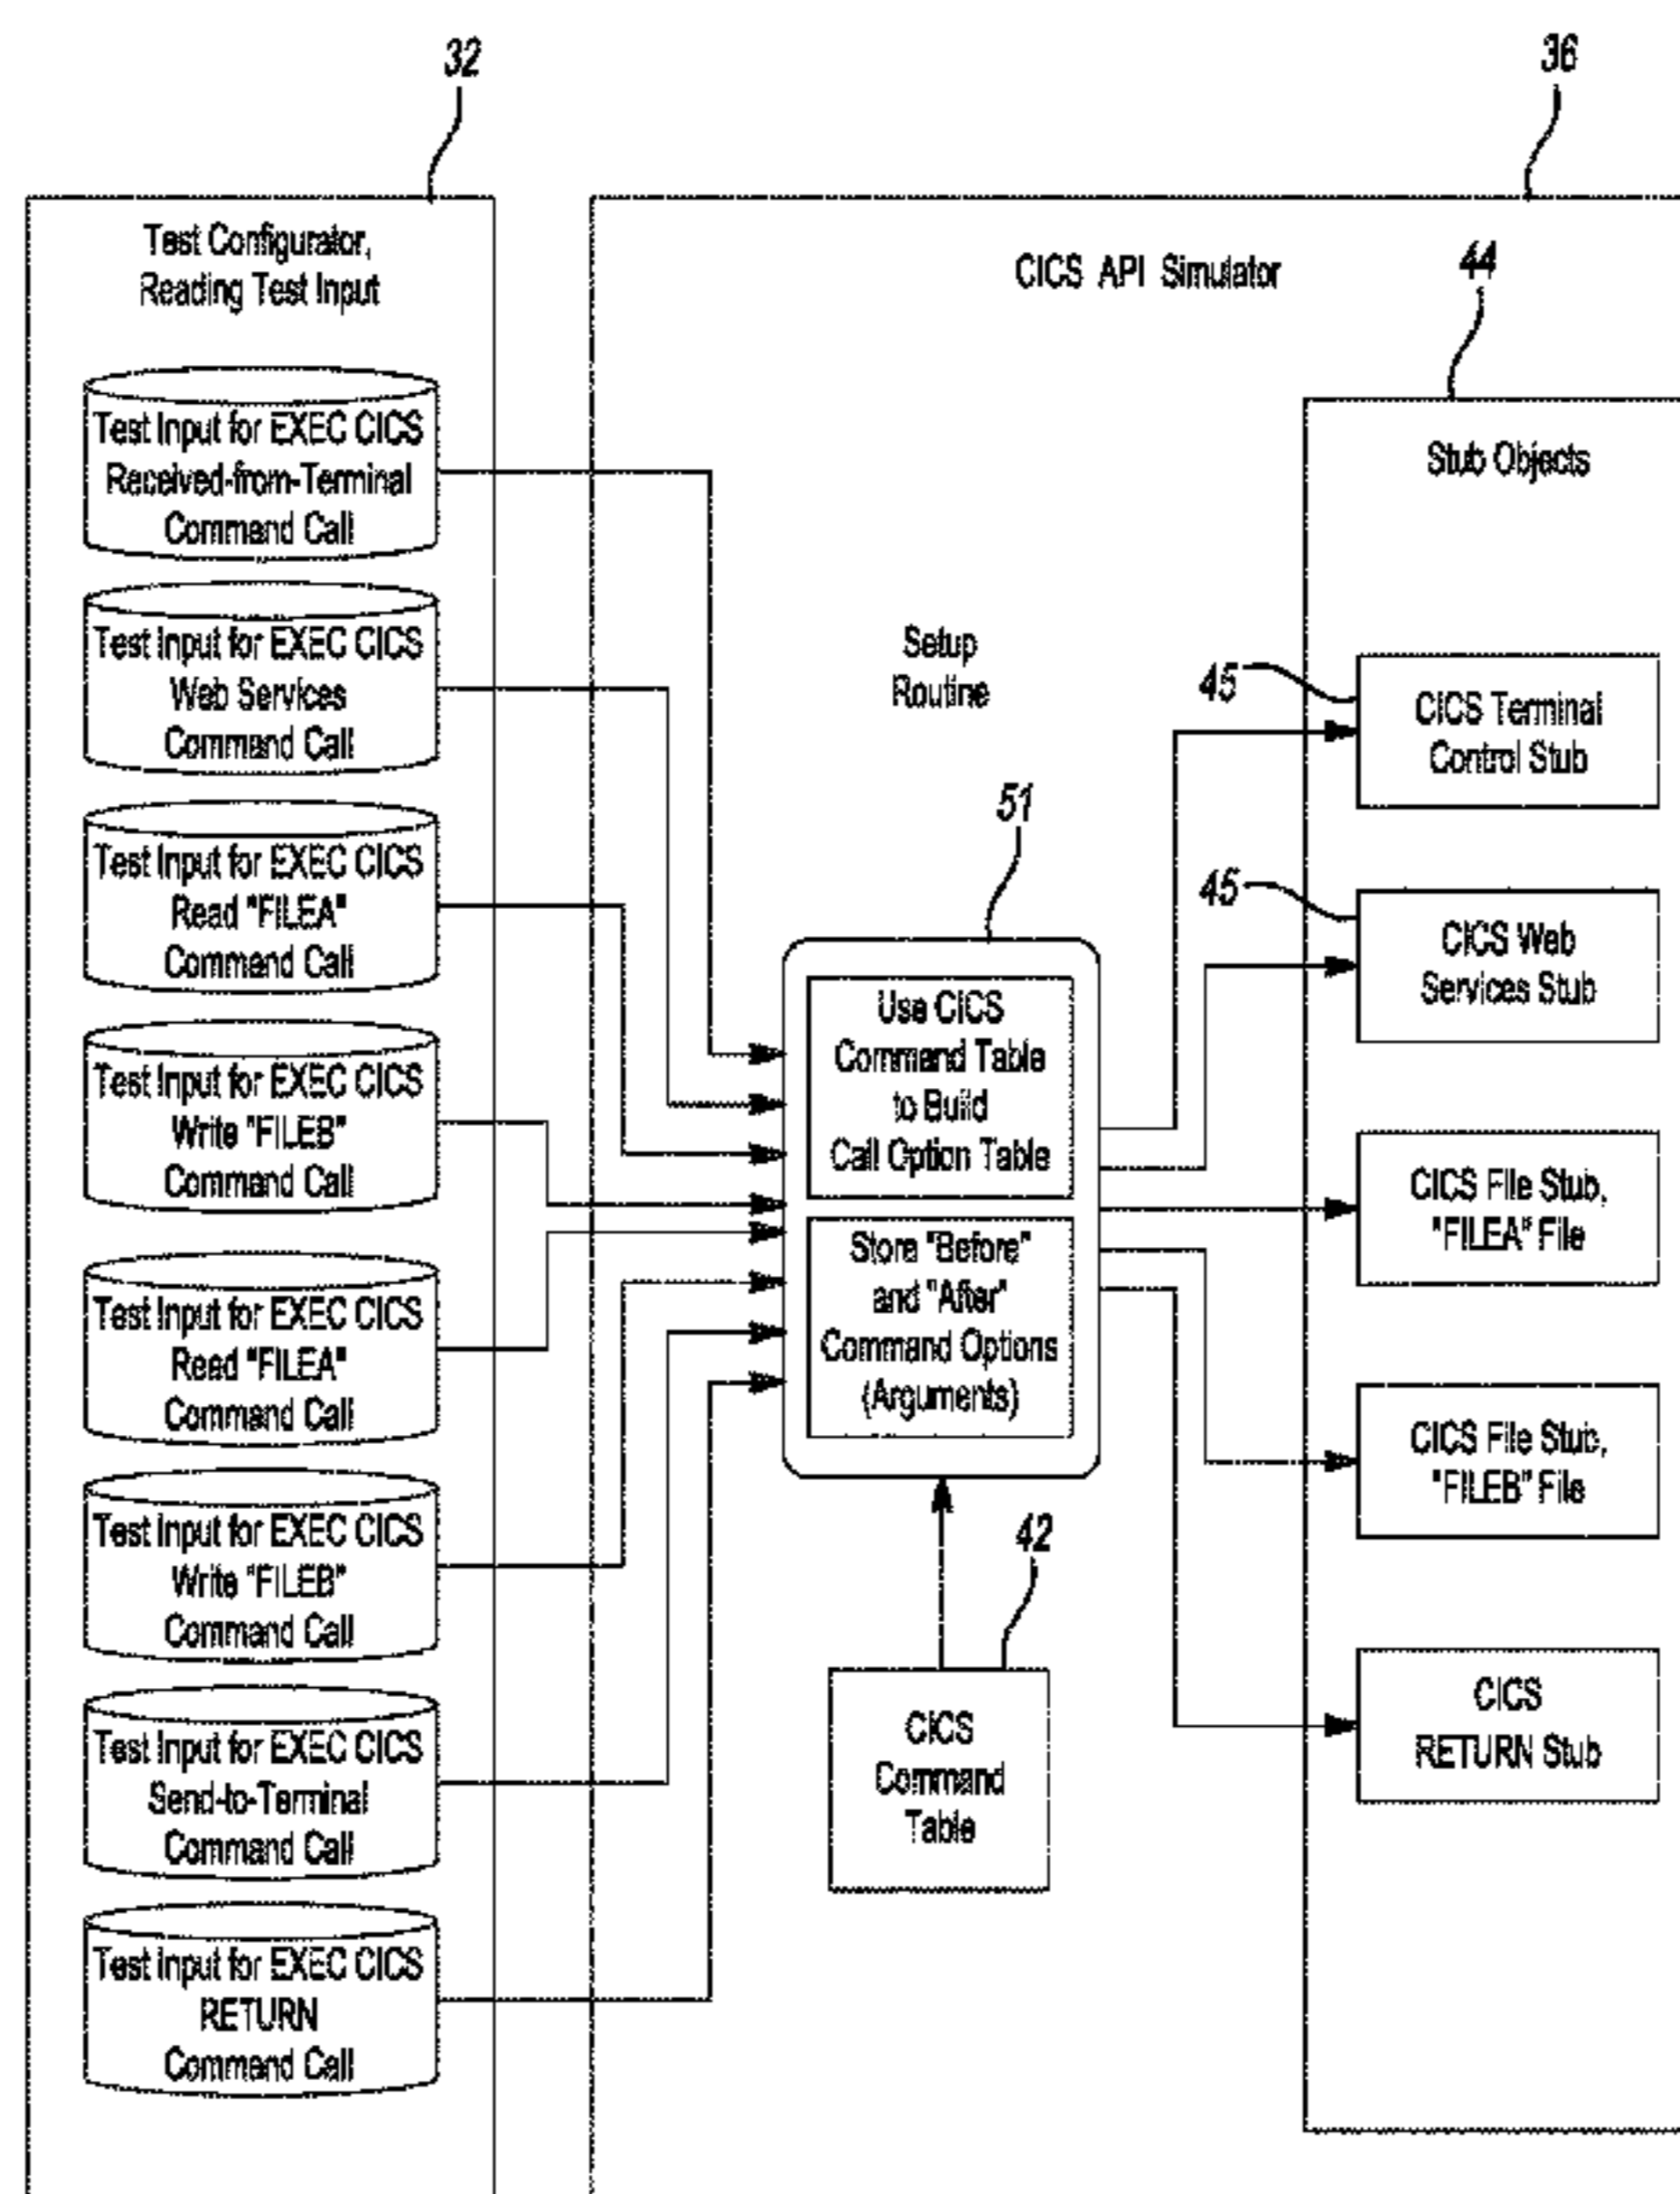 32
36
Test Configurator,
Reading Test Input
CICS API Simulator
44
Test Input for EXEC CICS
Received-from-Terminal
Command Call
Stub Objects
Test Input for EXEC CICS
Web Services
Command Call
Setup
Routine
45
CICS Terminal
Control Stub
51
Test Input for EXEC CICS
Read "FILEA"
Command Call
45
CICS Web
Services Stub
Use CICS
Command Table
to Build
Call Option Table
Test Input for EXEC CICS
Write "FILEB"
Command Call
CICS File Stub,
"FILEA" File
Store "Before"
and "After"
Command Options
(Arguments)
Test Input for EXEC CICS
Read "FILEA"
Command Call
CICS File Stub,
"FILEB" File
Test Input for EXEC CICS
Write "FILEB"
Command Call
42
CICS
Command
Table
CICS
RETURN Stub
Test Input for EXEC CICS
Send-to-Terminal
Command Call
Test Input for EXEC CICS
RETURN
Command Call